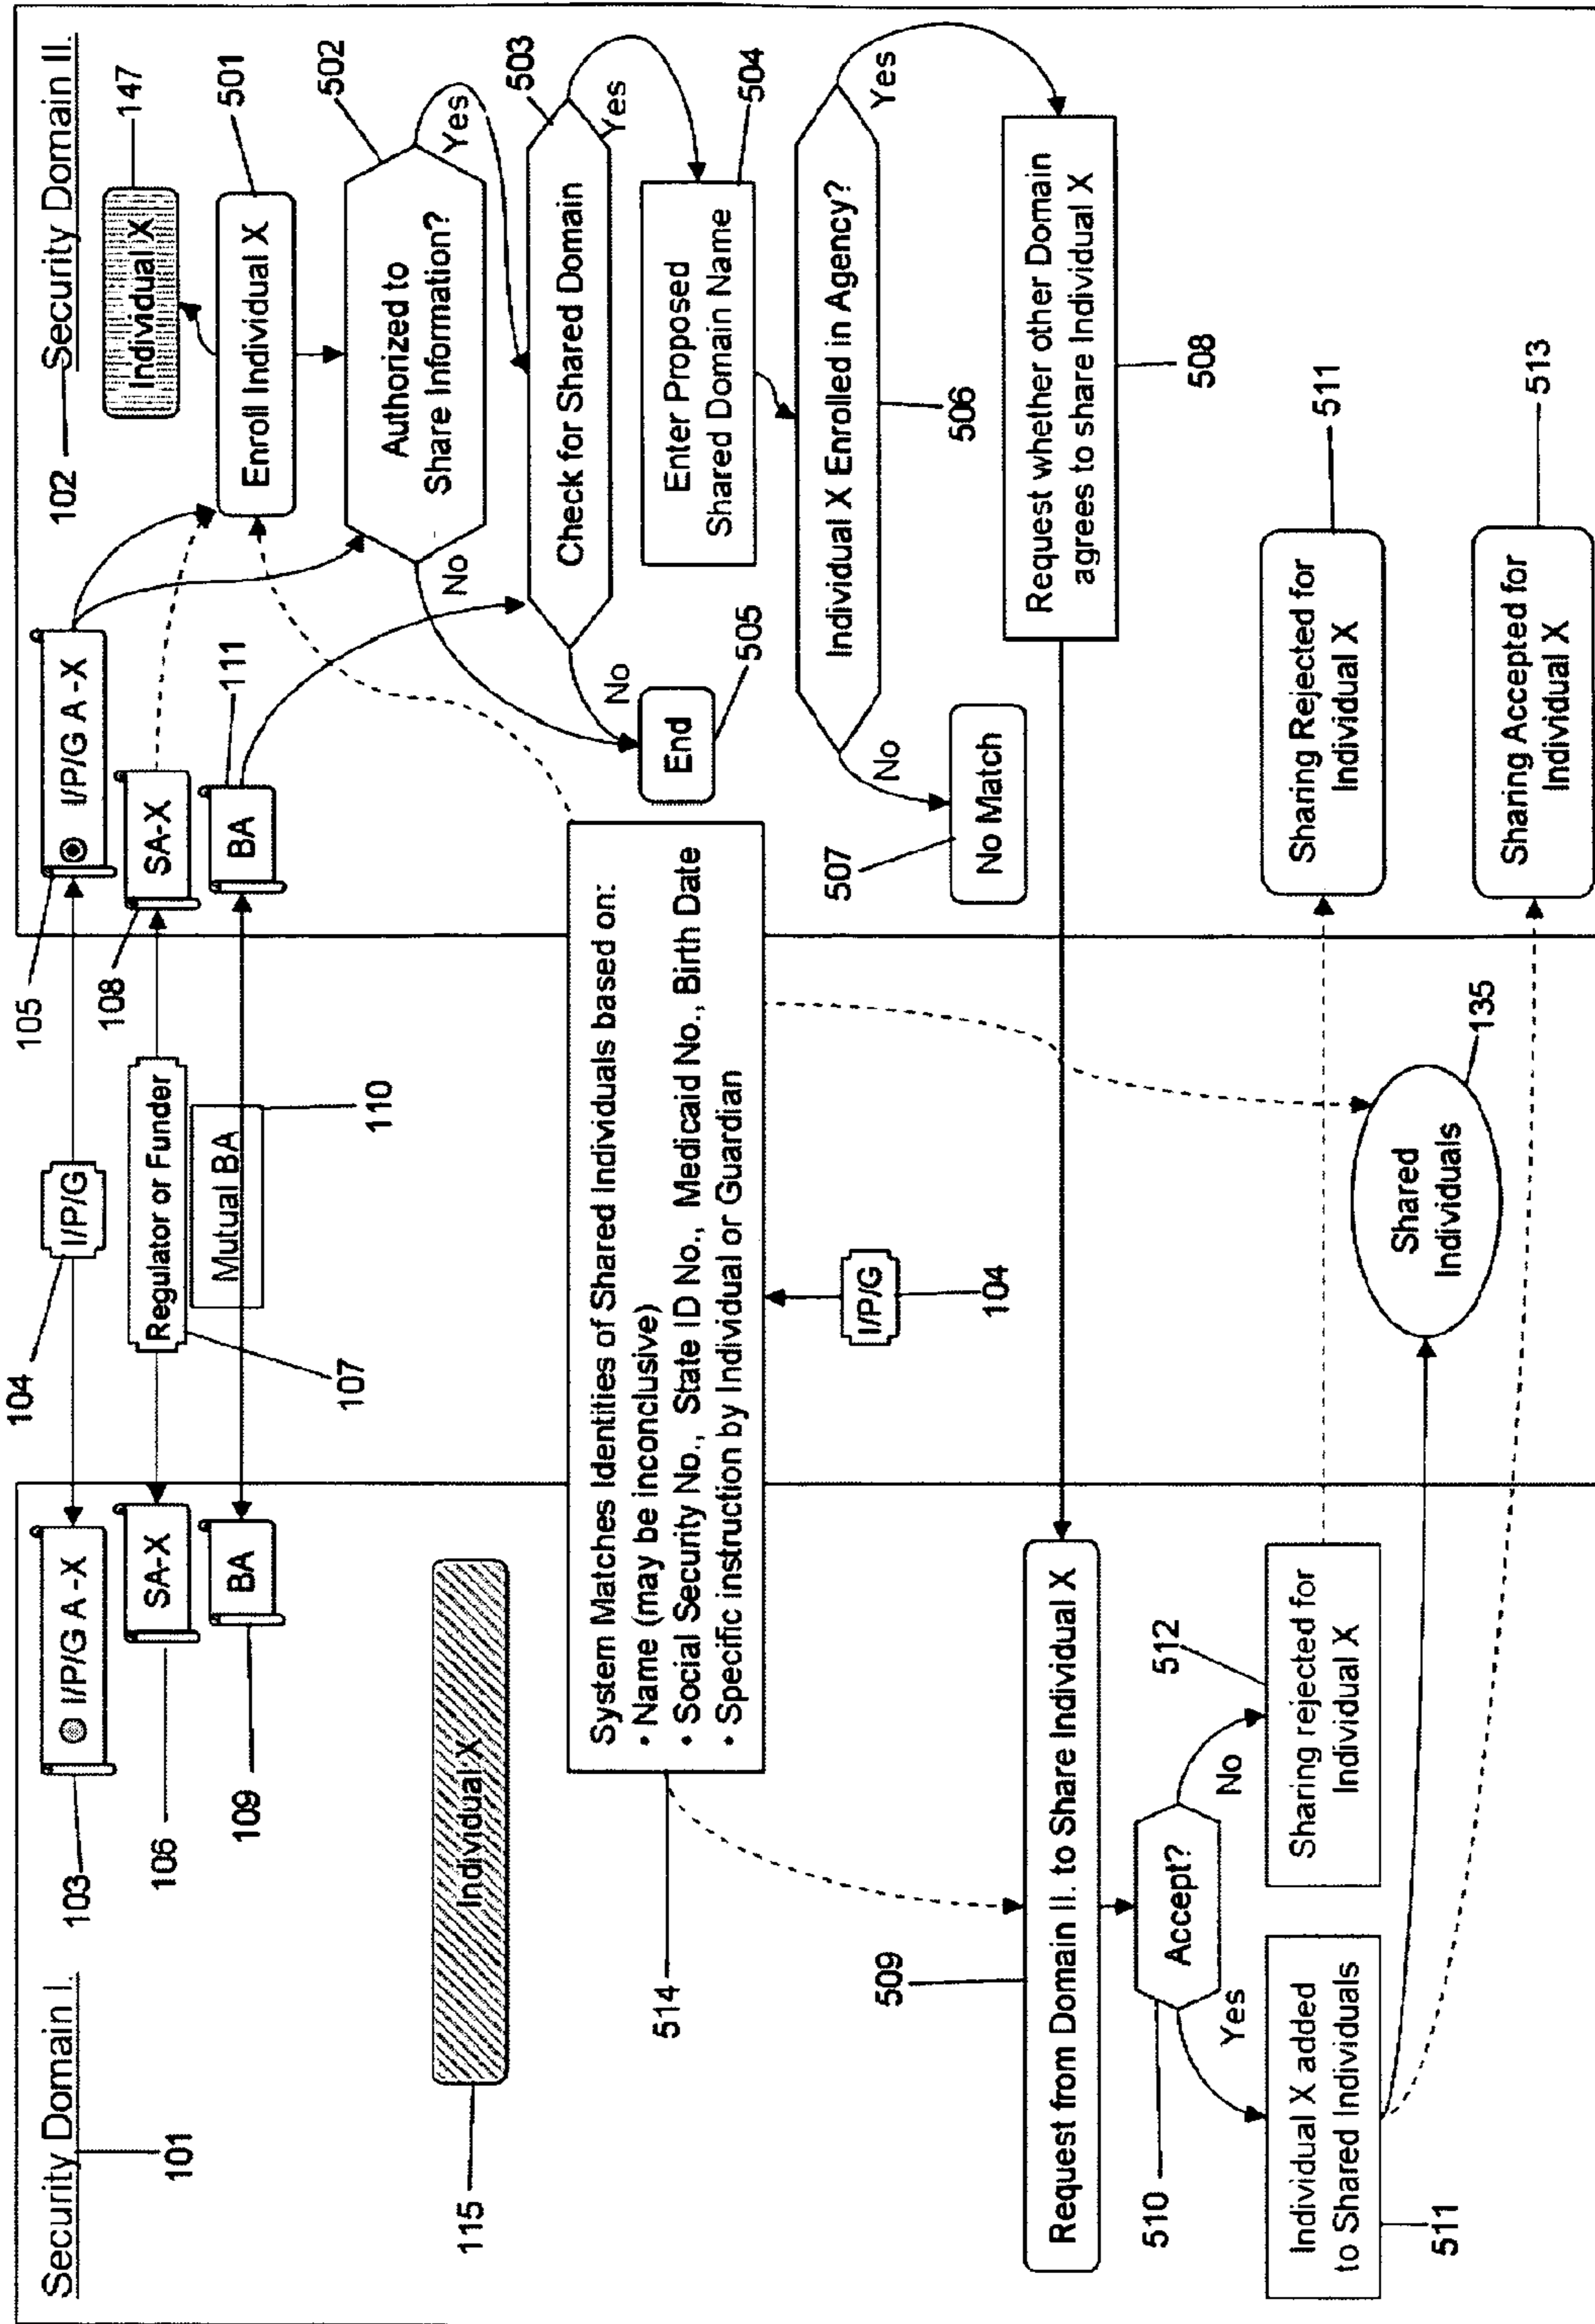 Security Domain I.
101
103
I/P/G A -X
106
SA-X
109
BA
115
Individual X
104
I/P/G
Regulator or Funder
107
Mutual BA
110
102
Security Domain II.
105
I/P/G A -X
108
SA-X
111
BA
Individual X
147
Enroll Individual X
501
Authorized to
Share Information?
502
Yes
No
Check for Shared Domain
503
Yes
No
End
505
Enter Proposed
Shared Domain Name
504
Individual X Enrolled in Agency?
506
Yes
No
507
No Match
Request whether other Domain
agrees to share Individual X
508
System Matches Identities of Shared Individuals based on:
• Name (may be inconclusive)
• Social Security No., State ID No., Medicaid No., Birth Date
• Specific instruction by Individual or Guardian
514
I/P/G
104
509
Request from Domain II. to Share Individual X
510
Accept?
Yes
No
512
Individual X added
to Shared Individuals
511
Sharing rejected for
Individual X
Shared
Individuals
135
Sharing Rejected for
Individual X
511
Sharing Accepted for
Individual X
513